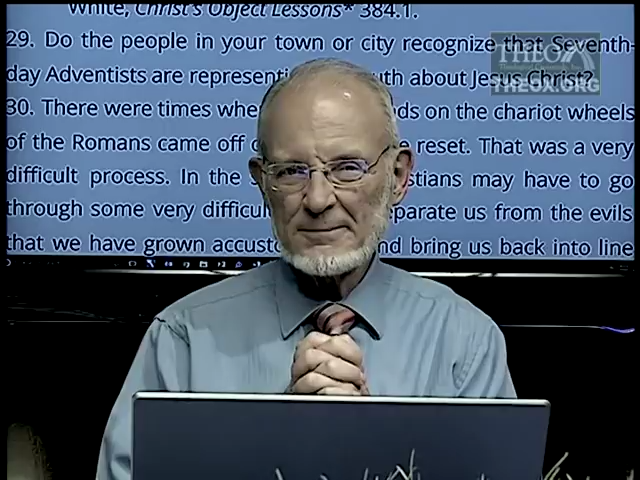 White, Christ's Object Lessons* 384.1.
29. Do the people in your town or city recognize that Seventh-
day Adventists are representi uth about Jesus Christ?
30. There were times whe ds on the chariot wheels
of the Romans came off reset. That was a very
difficult process. In the s stians may have to go
through some very difficul eparate us from the evils
that we have grown accusto nd bring us back into line
THEO
THEOX.ORG